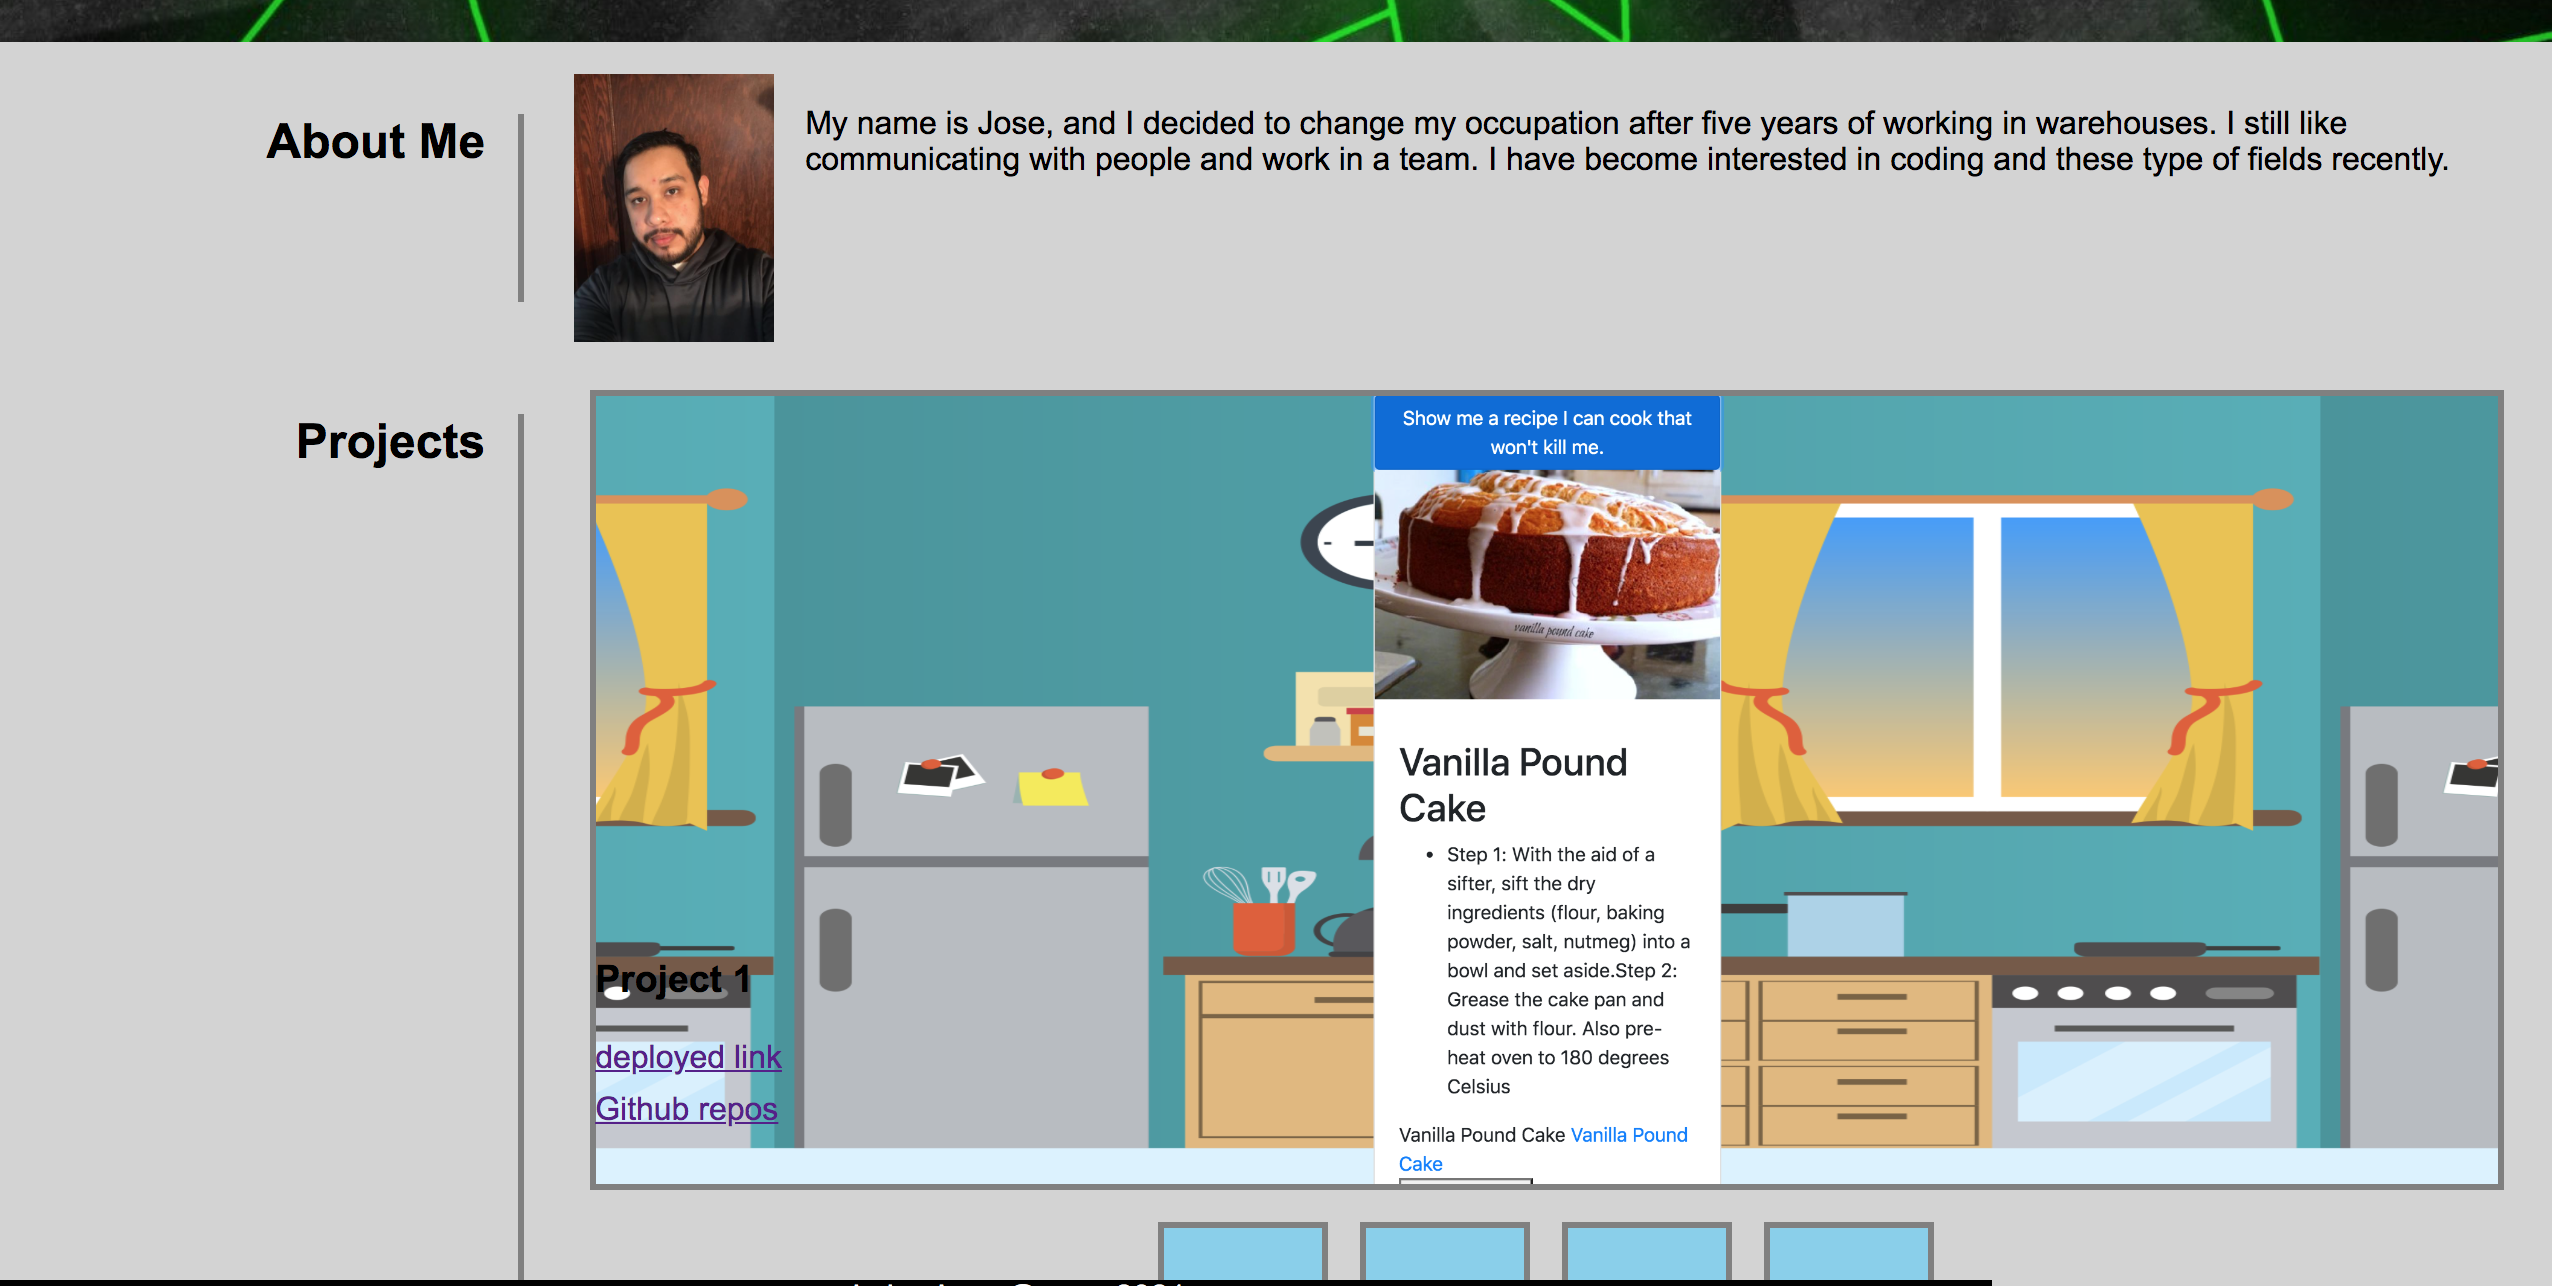 About Me
My name is Jose, and I decided to change my occupation after five years of working in warehouses. I still like
communicating with people and work in a team. I have become interested in coding and these type of fields recently.
Projects
Show me a recipe I can cook that
won't kill me.
vanilla pound cake
Vanilla Pound
Cake
• Step 1: With the aid of a
sifter, sift the dry
ingredients (flour, baking
powder, salt, nutmeg) into a
bowl and set aside.Step 2:
Grease the cake pan and
dust with flour. Also pre-
heat oven to 180 degrees
Celsius
Vanilla Pound Cake Vanilla Pound
Cake
Project 1
deployed link
Github repos